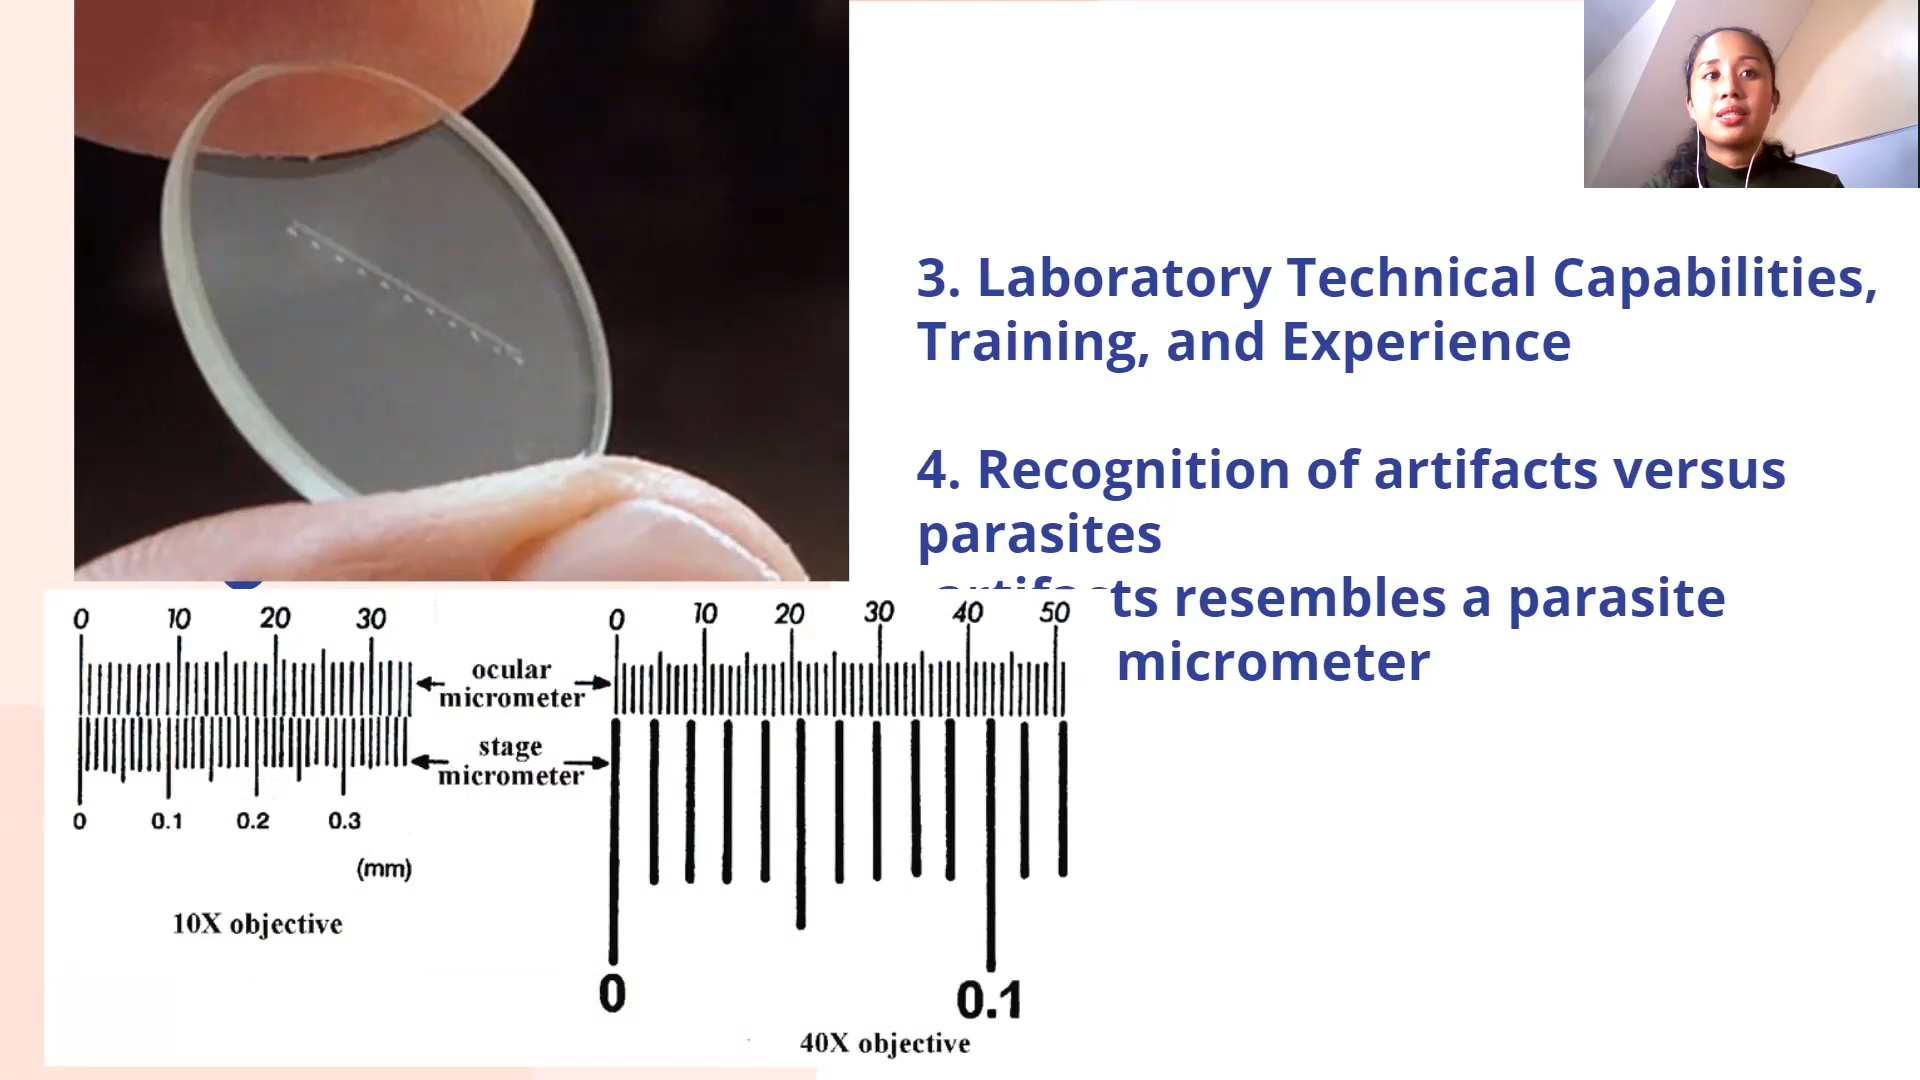 3. Laboratory Technical Capabilities,
Training, and Experience
4. Recognition of artifacts versus
parasites
artifacts resembles a parasite
micrometer
0 10 20 30
0 10 20 30 40 50
ocular
micrometer
stage
micrometer
0 0.1 0.2 0.3
(mm)
10X objective
0 0.1
40X objective